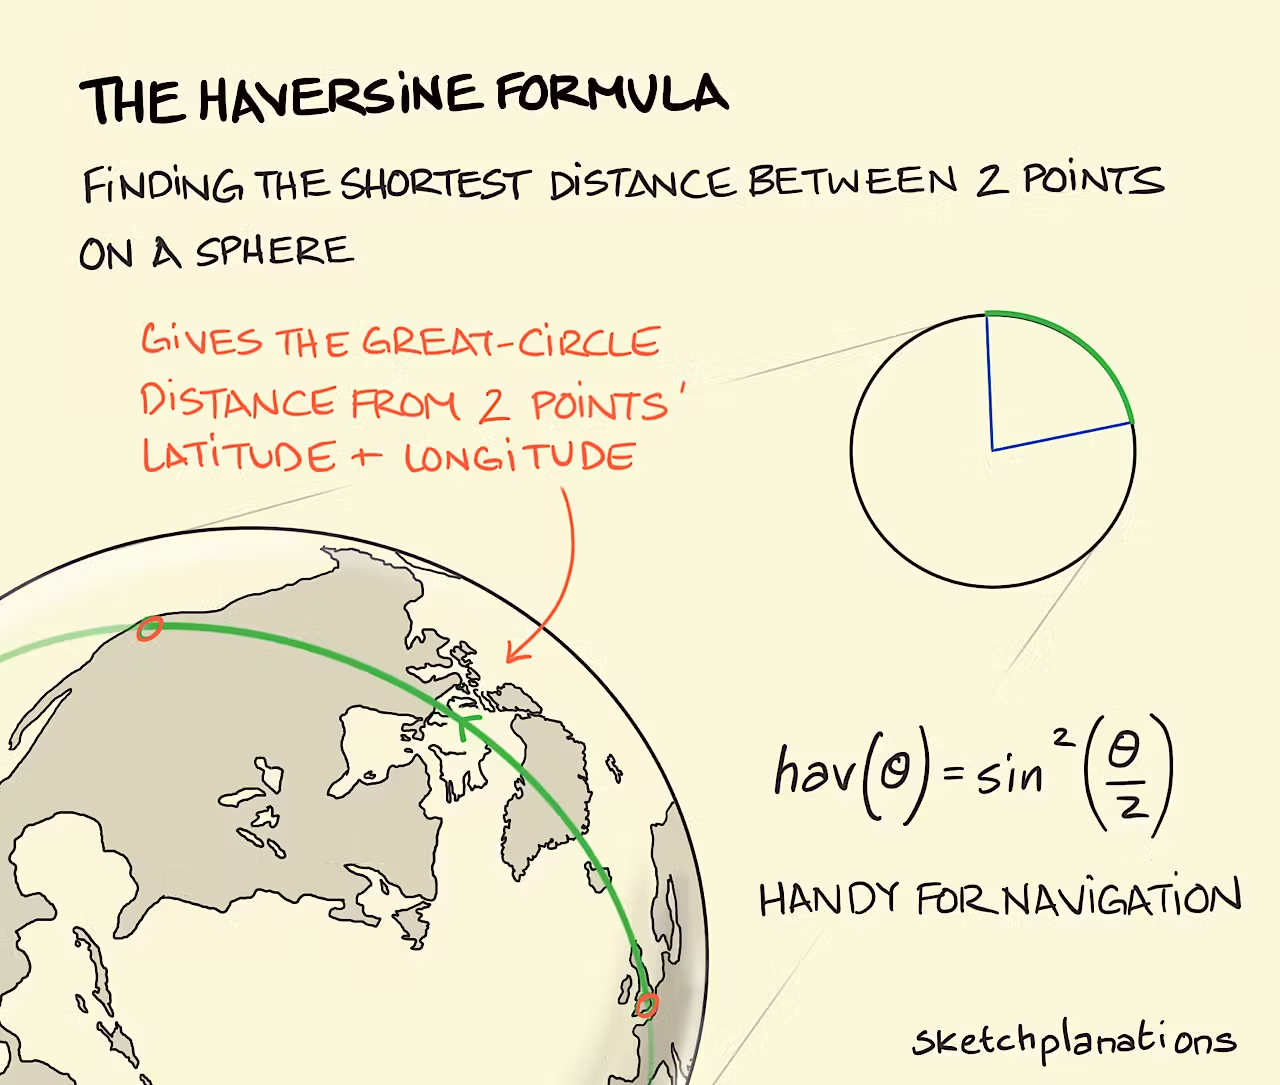 THE HAVERSINE FORMULA
FINDING THE SHORTEST DISTANCE BETWEEN 2 POINTS
ON A SPHERE
GIVES THE GREAT-CIRCLE
DISTANCE FROM 2 POINTS'
LATITUDE + LONGITUDE
hav(θ) = sin²(θ/2)
HANDY FOR NAVIGATION
sketchplanations